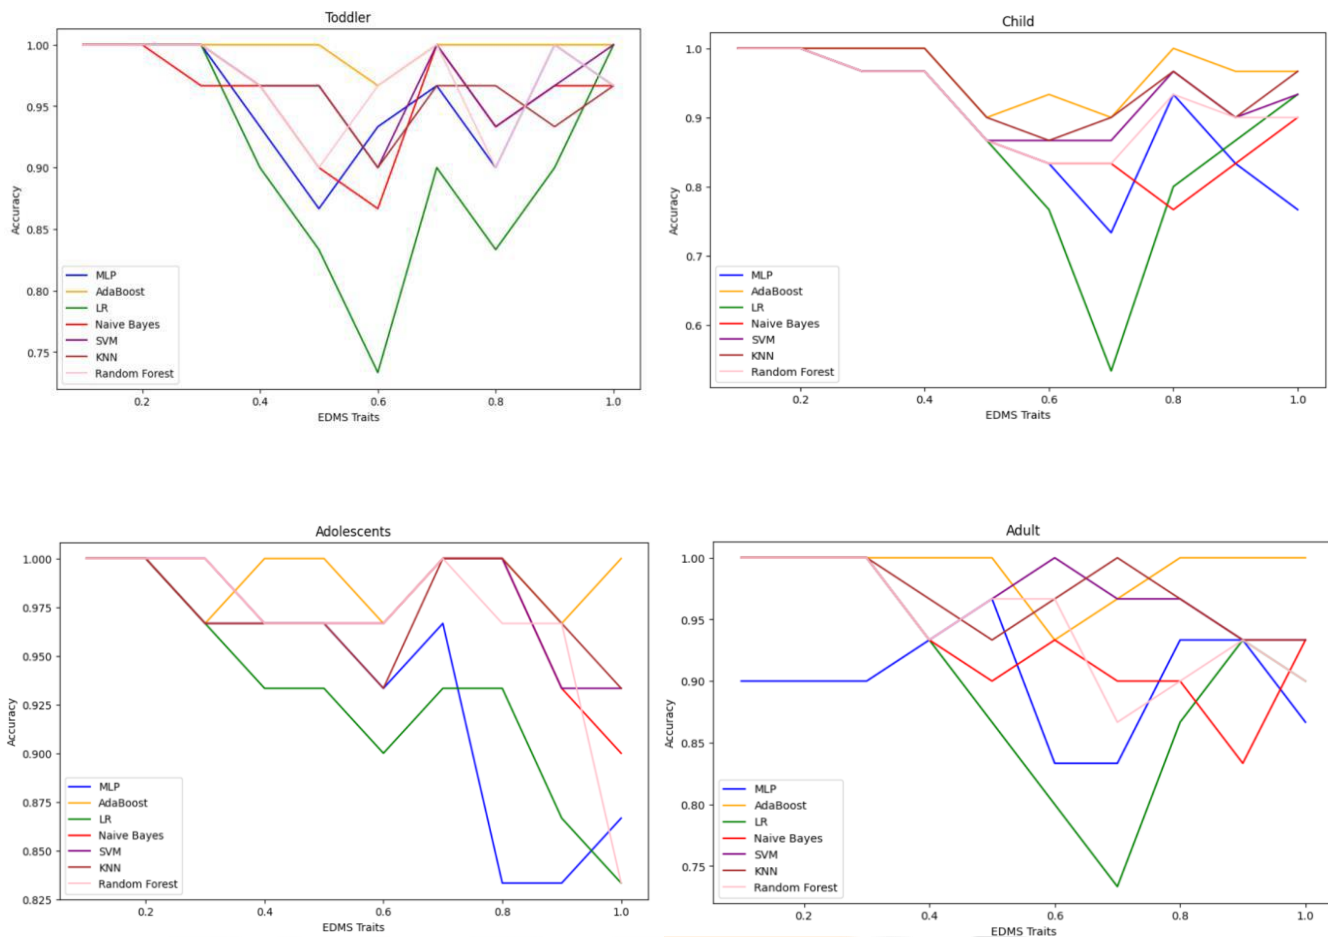 Toddler
1.00
0.95
0.90
0.85
0.80
0.75
Accuracy
MLP
AdaBoost
LR
Naive Bayes
SVM
KNN
Random Forest
0.2 0.4 0.6 0.8 1.0
EDMS Traits
Child
1.0
0.9
0.8
0.7
0.6
Accuracy
MLP
AdaBoost
LR
Naive Bayes
SVM
KNN
Random Forest
0.2 0.4 0.6 0.8 1.0
EDMS Traits
Adolescents
1.000
0.975
0.950
0.925
0.900
0.875
0.850
0.825
Accuracy
MLP
AdaBoost
LR
Naive Bayes
SVM
KNN
Random Forest
0.2 0.4 0.6 0.8 1.0
EDMS Traits
Adult
1.00
0.95
0.90
0.85
0.80
0.75
Accuracy
MLP
AdaBoost
LR
Naive Bayes
SVM
KNN
Random Forest
0.2 0.4 0.6 0.8 1.0
EDMS Traits